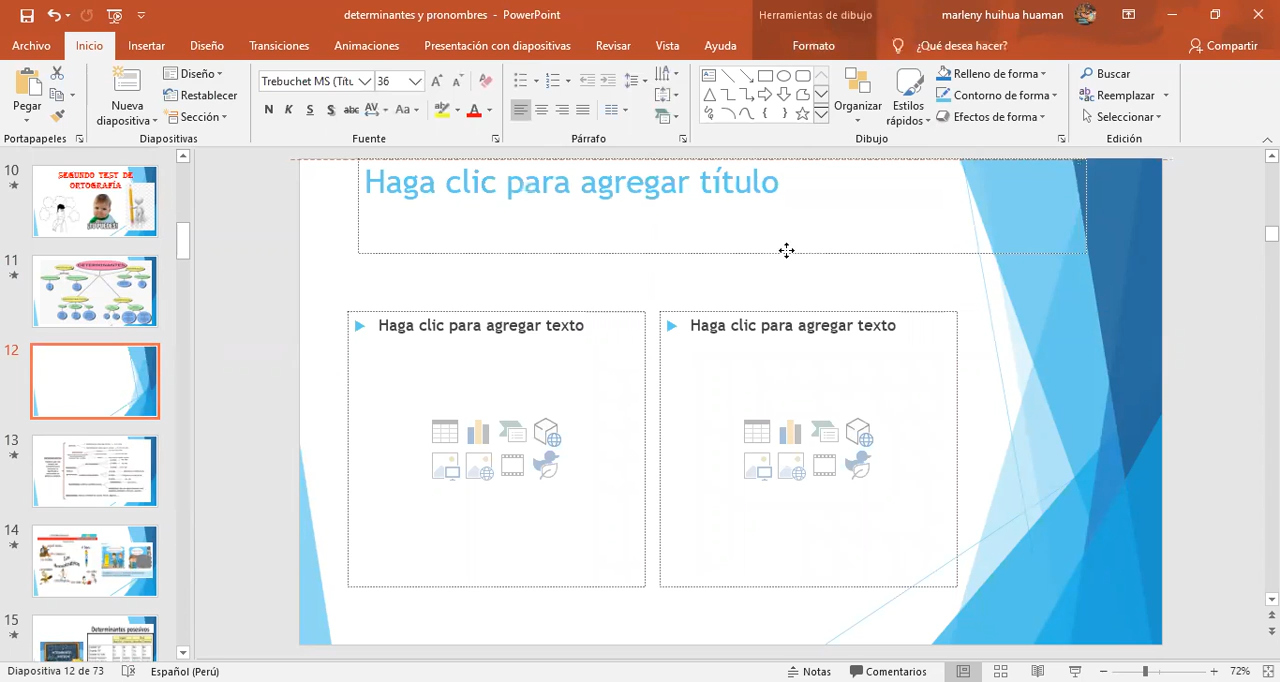 determinantes y pronombres - PowerPoint
Herramientas de dibujo
marleny huihua huaman
Archivo
Inicio
Insertar
Diseño
Transiciones
Animaciones
Presentación con diapositivas
Revisar
Vista
Ayuda
Formato
¿Qué desea hacer?
Compartir
Pegar
Portapapeles
Nueva
diapositiva
Diseño
Restablecer
Sección
Diapositivas
Trebuchet MS (Títu
36
N K S S abc AV Aa A
Fuente
Párrafo
Organizar
Estilos
rápidos
Relleno de forma
Contorno de forma
Efectos de forma
Dibujo
Buscar
Reemplazar
Seleccionar
Edición
10
SEGUNDO TEST DE
ORTOGRAFÍA
11
DETERMINANTES
12
13
14
15
Determinantes posesivos
Haga clic para agregar título
Haga clic para agregar texto
Haga clic para agregar texto
Diapositiva 12 de 73
Español (Perú)
Notas
Comentarios
72%